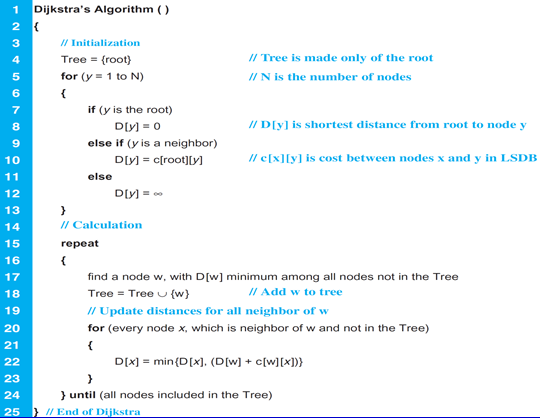 1 Dijkstra's Algorithm ( )
2 {
3 // Initialization
4 Tree = {root} // Tree is made only of the root
5 for (y = 1 to N) // N is the number of nodes
6 {
7 if (y is the root)
8 D[y] = 0 // D[y] is shortest distance from root to node y
9 else if (y is a neighbor)
10 D[y] = c[root][y] // c[x][y] is cost between nodes x and y in LSDB
11 else
12 D[y] = ∞
13 }
14 // Calculation
15 repeat
16 {
17 find a node w, with D[w] minimum among all nodes not in the Tree
18 Tree = Tree ∪ {w} // Add w to tree
19 // Update distances for all neighbor of w
20 for (every node x, which is neighbor of w and not in the Tree)
21 {
22 D[x] = min{D[x], (D[w] + c[w][x])}
23 }
24 } until (all nodes included in the Tree)
25 } // End of Dijkstra